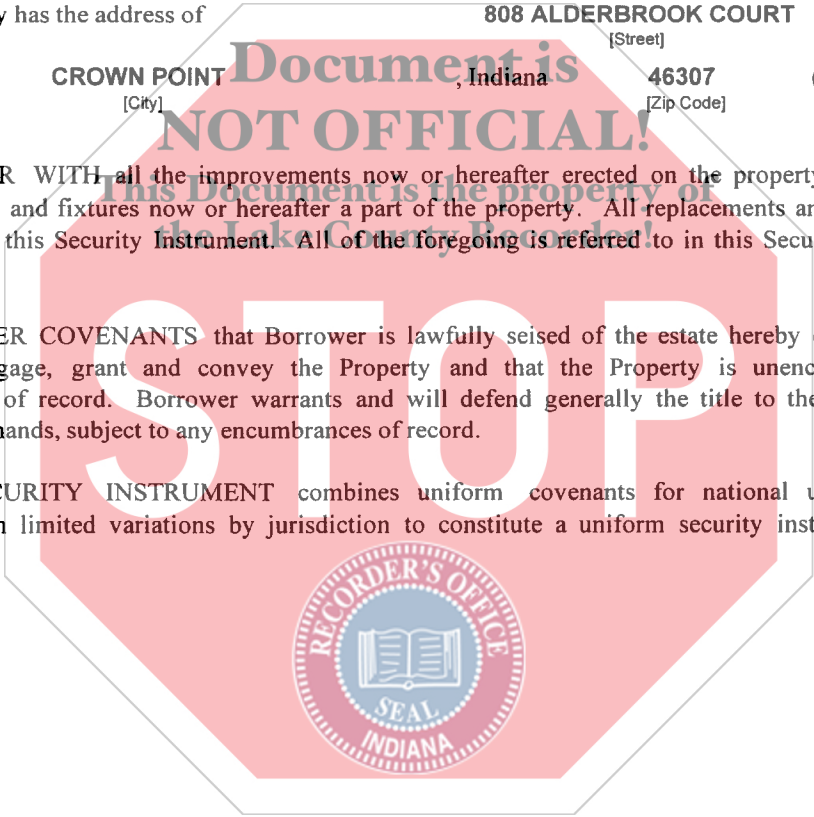 y has the address of 808 ALDERBROOK COURT
[Street]
CROWN POINT , Indiana 46307 (
[City] [Zip Code]
Document is
NOT OFFICIAL!
This Document is the property of
the Lake County Recorder!
R WITH all the improvements now or hereafter erected on the property
and fixtures now or hereafter a part of the property. All replacements an
this Security Instrument. All of the foregoing is referred to in this Secu
ER COVENANTS that Borrower is lawfully seised of the estate hereby
gage, grant and convey the Property and that the Property is unenc
of record. Borrower warrants and will defend generally the title to the
nands, subject to any encumbrances of record.
STOP
CURITY INSTRUMENT combines uniform covenants for national u
limited variations by jurisdiction to constitute a uniform security inst
RECORDER'S OFFICE
SEAL
INDIANA